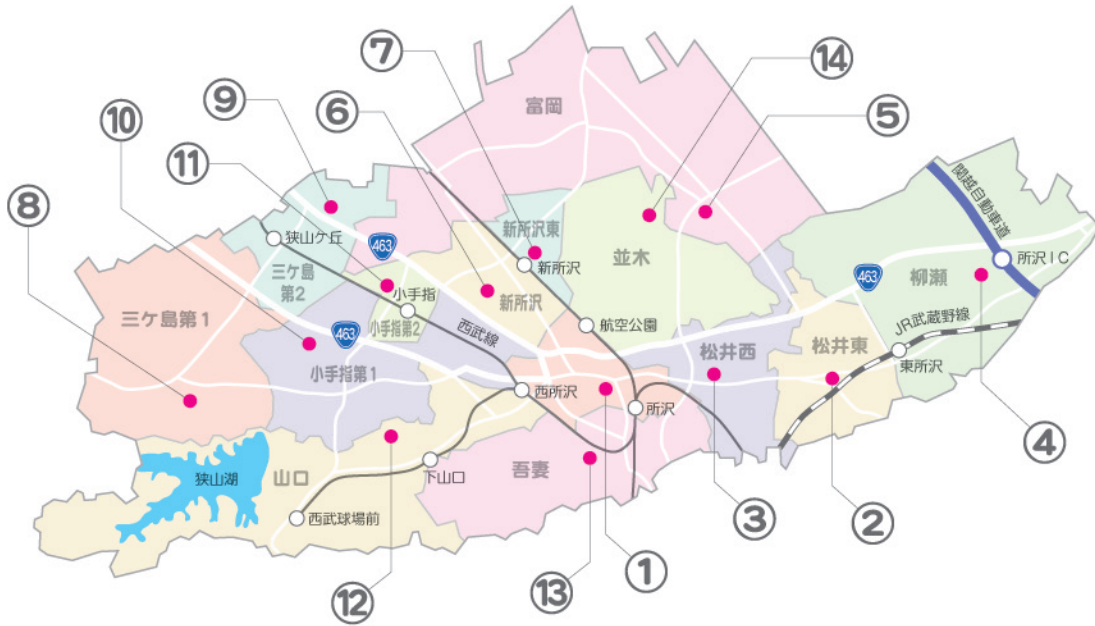 ⑦
⑭
⑨
⑥
富岡
⑤
⑩
⑪
関越自動車道
⑧
狭山ケ丘
463
新所沢東
新所沢
並木
所沢IC
463
柳瀬
三ケ島
第2
小手指
新所沢
三ケ島第1
463
小手指第2
西武線
航空公園
JR武蔵野線
松井西
松井東
東所沢
小手指第1
西所沢
所沢
④
狭山湖
山口
下山口
吾妻
西武球場前
③
②
①
⑬
⑫